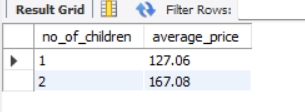 Result Grid Filter Rows:
no_of_children average_price
1 127.06
2 167.08